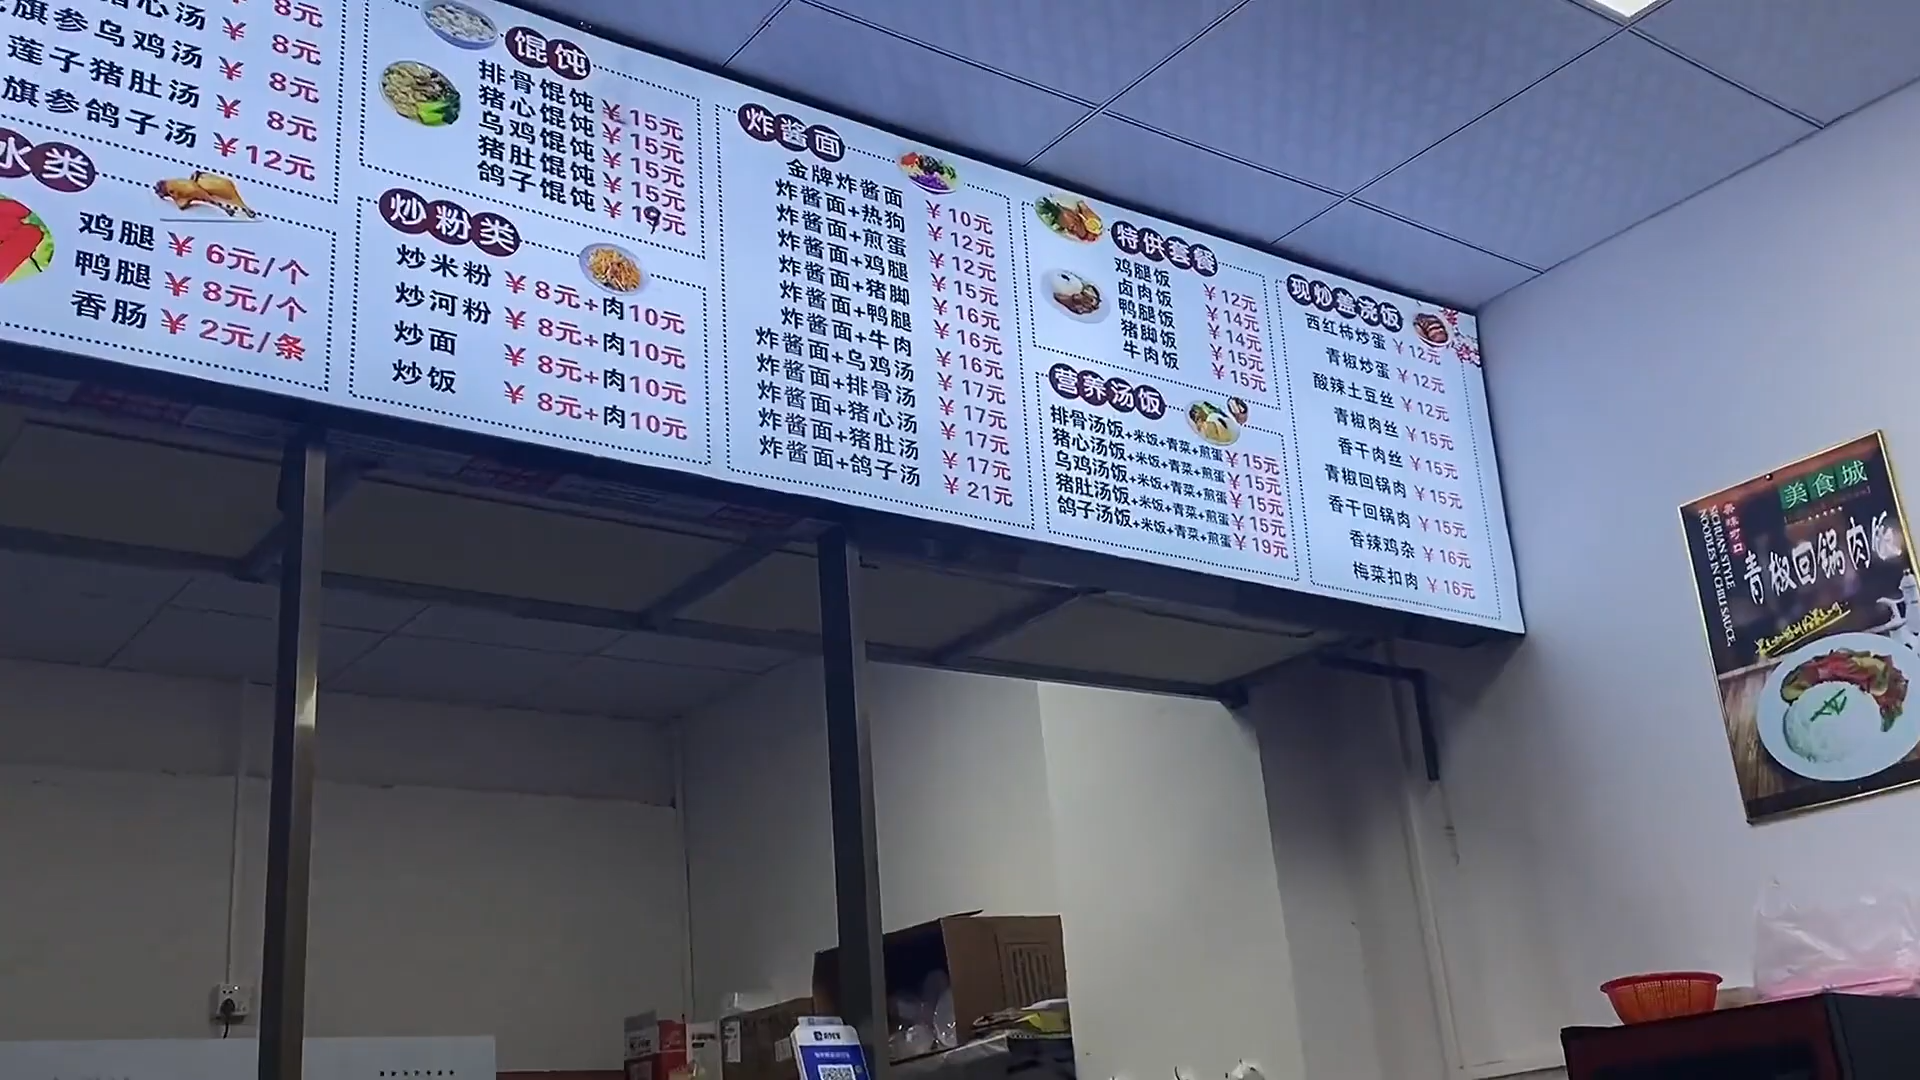 猪心汤 ¥ 8元
旗参乌鸡汤 ¥ 8元
莲子猪肚汤 ¥ 8元
旗参鸽子汤 ¥ 12元
¥ 8元
水类
鸡腿 ¥ 6元/个
鸭腿 ¥ 8元/个
香肠 ¥ 2元/条
馄饨
排骨馄饨 ¥ 15元
猪心馄饨 ¥ 15元
乌鸡馄饨 ¥ 15元
猪肚馄饨 ¥ 15元
鸽子馄饨 ¥ 19元
炒粉类
炒米粉 ¥ 8元+肉10元
炒河粉 ¥ 8元+肉10元
炒面 ¥ 8元+肉10元
炒饭 ¥ 8元+肉10元
炸酱面
金牌炸酱面 ¥ 10元
炸酱面+热狗 ¥ 12元
炸酱面+煎蛋 ¥ 12元
炸酱面+鸡腿 ¥ 15元
炸酱面+猪脚 ¥ 16元
炸酱面+鸭腿 ¥ 16元
炸酱面+牛肉 ¥ 16元
炸酱面+乌鸡汤 ¥ 17元
炸酱面+排骨汤 ¥ 17元
炸酱面+猪心汤 ¥ 17元
炸酱面+猪肚汤 ¥ 17元
炸酱面+鸽子汤 ¥ 21元
特供套餐
鸡腿饭 ¥ 12元
卤肉饭 ¥ 14元
鸭腿饭 ¥ 14元
猪脚饭 ¥ 15元
牛肉饭 ¥ 15元
营养汤饭
排骨汤饭+米饭+青菜+煎蛋 ¥ 15元
猪心汤饭+米饭+青菜+煎蛋 ¥ 15元
乌鸡汤饭+米饭+青菜+煎蛋 ¥ 15元
猪肚汤饭+米饭+青菜+煎蛋 ¥ 15元
鸽子汤饭+米饭+青菜+煎蛋 ¥ 19元
现炒盖浇饭
西红柿炒蛋 ¥ 12元
青椒炒蛋 ¥ 12元
酸辣土豆丝 ¥ 12元
青椒肉丝 ¥ 15元
香干肉丝 ¥ 15元
青椒回锅肉 ¥ 15元
香干回锅肉 ¥ 15元
香辣鸡杂 ¥ 16元
梅菜扣肉 ¥ 16元
美食城
SICHUAN STYLE
NOODLES IN CHILI SAUCE
青椒回锅肉饭